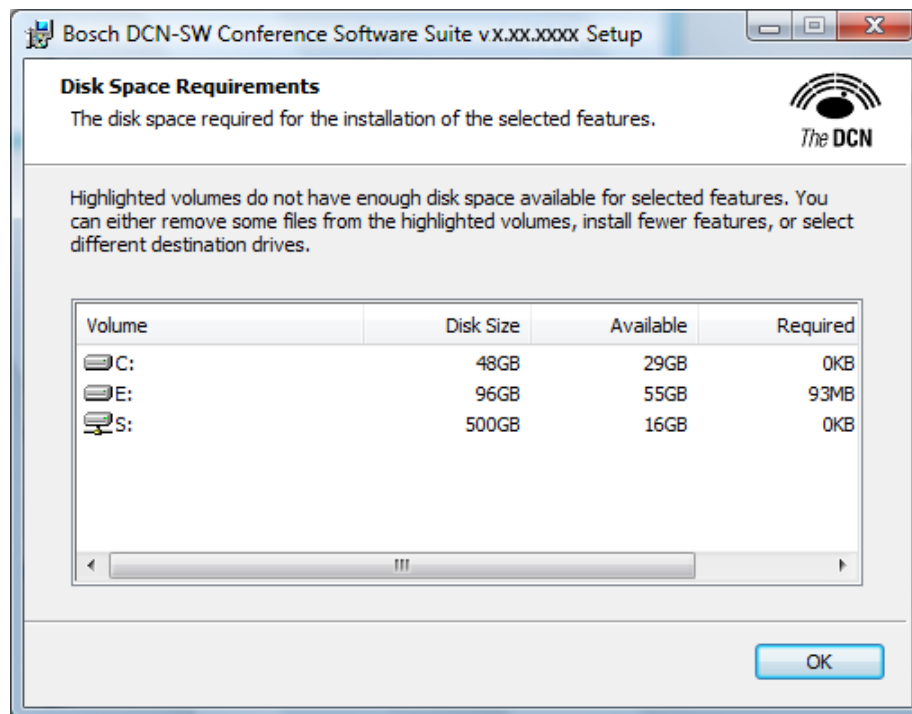 Bosch DCN-SW Conference Software Suite vx.xx.xxxx Setup
Disk Space Requirements
The disk space required for the installation of the selected features.
The DCN
Highlighted volumes do not have enough disk space available for selected features. You
can either remove some files from the highlighted volumes, install fewer features, or select
different destination drives.
Volume Disk Size Available Required
C: 48GB 29GB 0KB
E: 96GB 55GB 93MB
S: 500GB 16GB 0KB
OK